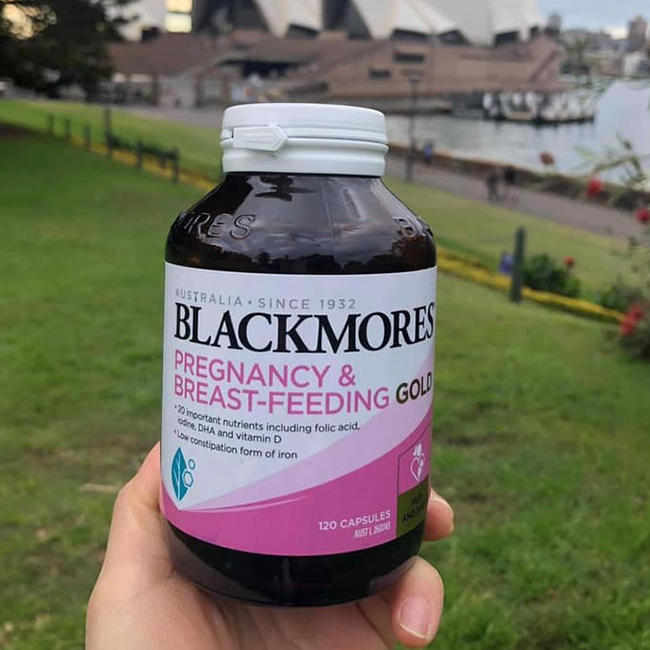 AUSTRALIA • SINCE 1932
BLACKMORES
PREGNANCY &
BREAST-FEEDING GOLD
• 20 important nutrients including folic acid,
iodine, DHA and vitamin D
• Low constipation form of iron
120 CAPSULES
AUST L